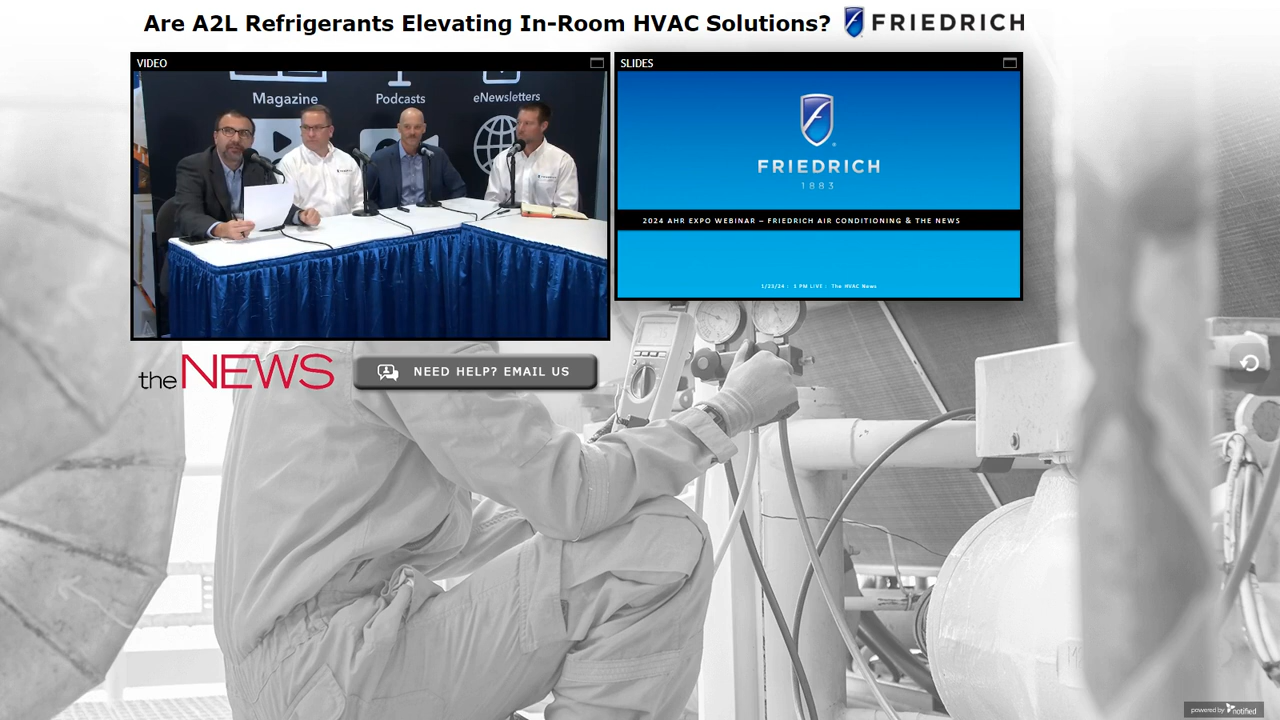 Are A2L Refrigerants Elevating In-Room HVAC Solutions?
FRIEDRICH
VIDEO
Magazine
Podcasts
eNewsletters
SLIDES
FRIEDRICH
1883
2024 AHR EXPO WEBINAR – FRIEDRICH AIR CONDITIONING & THE NEWS
1/23/24 : 1 PM LIVE : The HVAC News
theNEWS
NEED HELP? EMAIL US
powered by notified